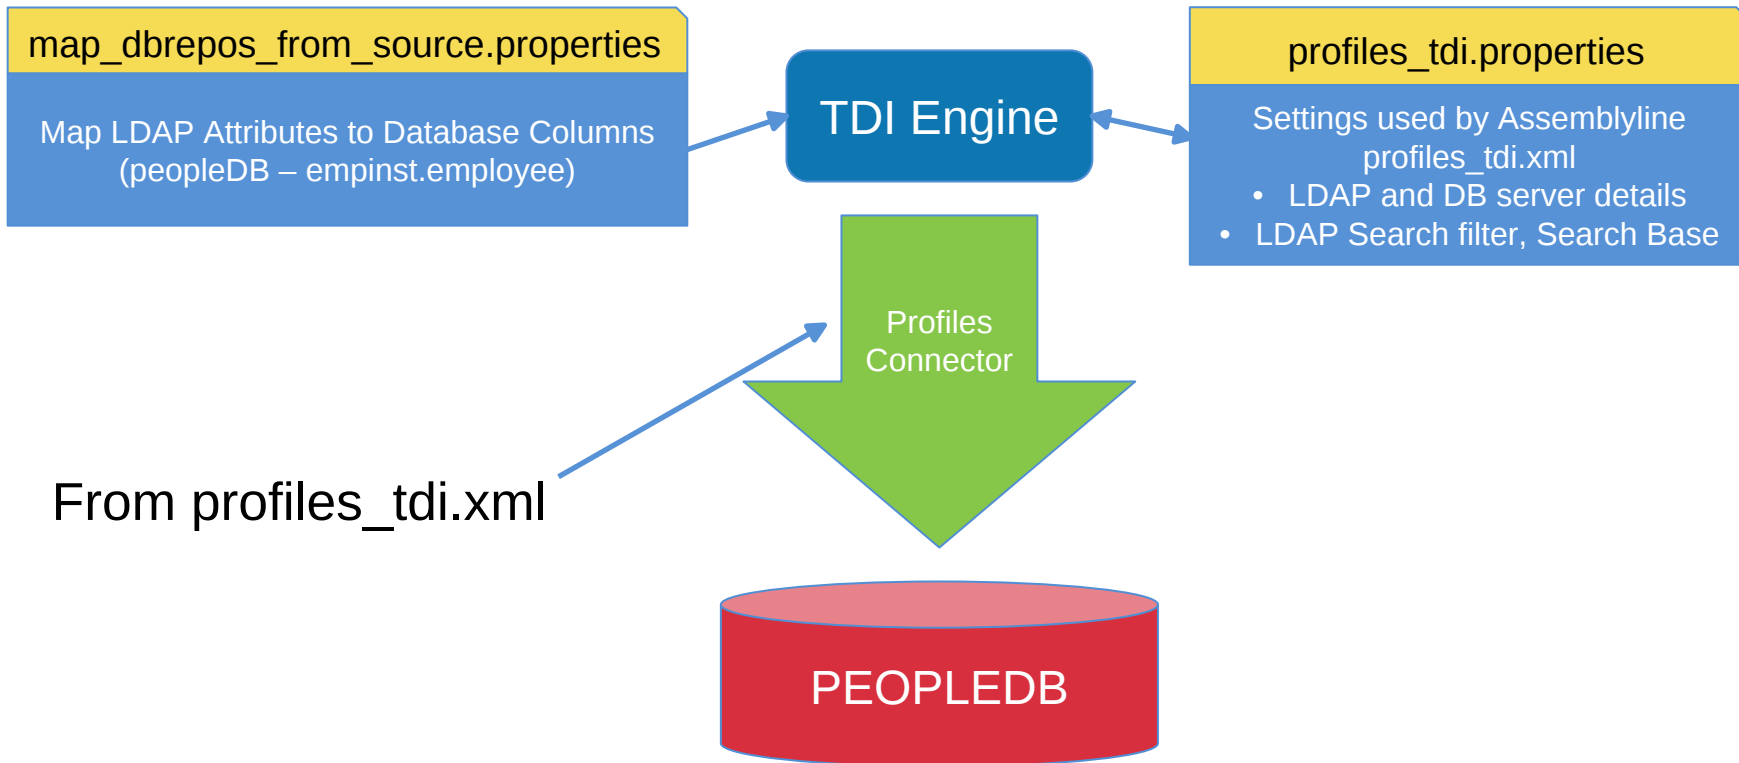 map_dbrepos_from_source.properties
Map LDAP Attributes to Database Columns
(peopleDB – empinst.employee)
TDI Engine
profiles_tdi.properties
Settings used by Assemblyline
profiles_tdi.xml
• LDAP and DB server details
• LDAP Search filter, Search Base
Profiles
Connector
From profiles_tdi.xml
PEOPLEDB